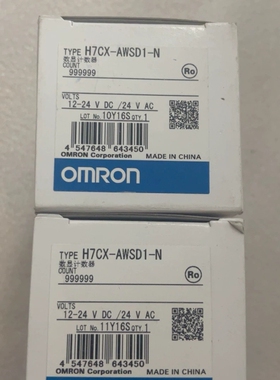 TYPE H7CX-AWSD1-N
数显计数器
COUNT
999999
Ro
VOLTS
12-24 V DC /24 V AC
LOT No. 10Y16S QTY 1
4 547648 643450
OMRON Corporation MADE IN CHINA
OMRON
TYPE H7CX-AWSD1-N
数显计数器
COUNT
999999
Ro
VOLTS
12-24 V DC /24 V AC
LOT No. 11Y16S QTY 1
4 547648 643450
OMRON Corporation MADE IN CHINA